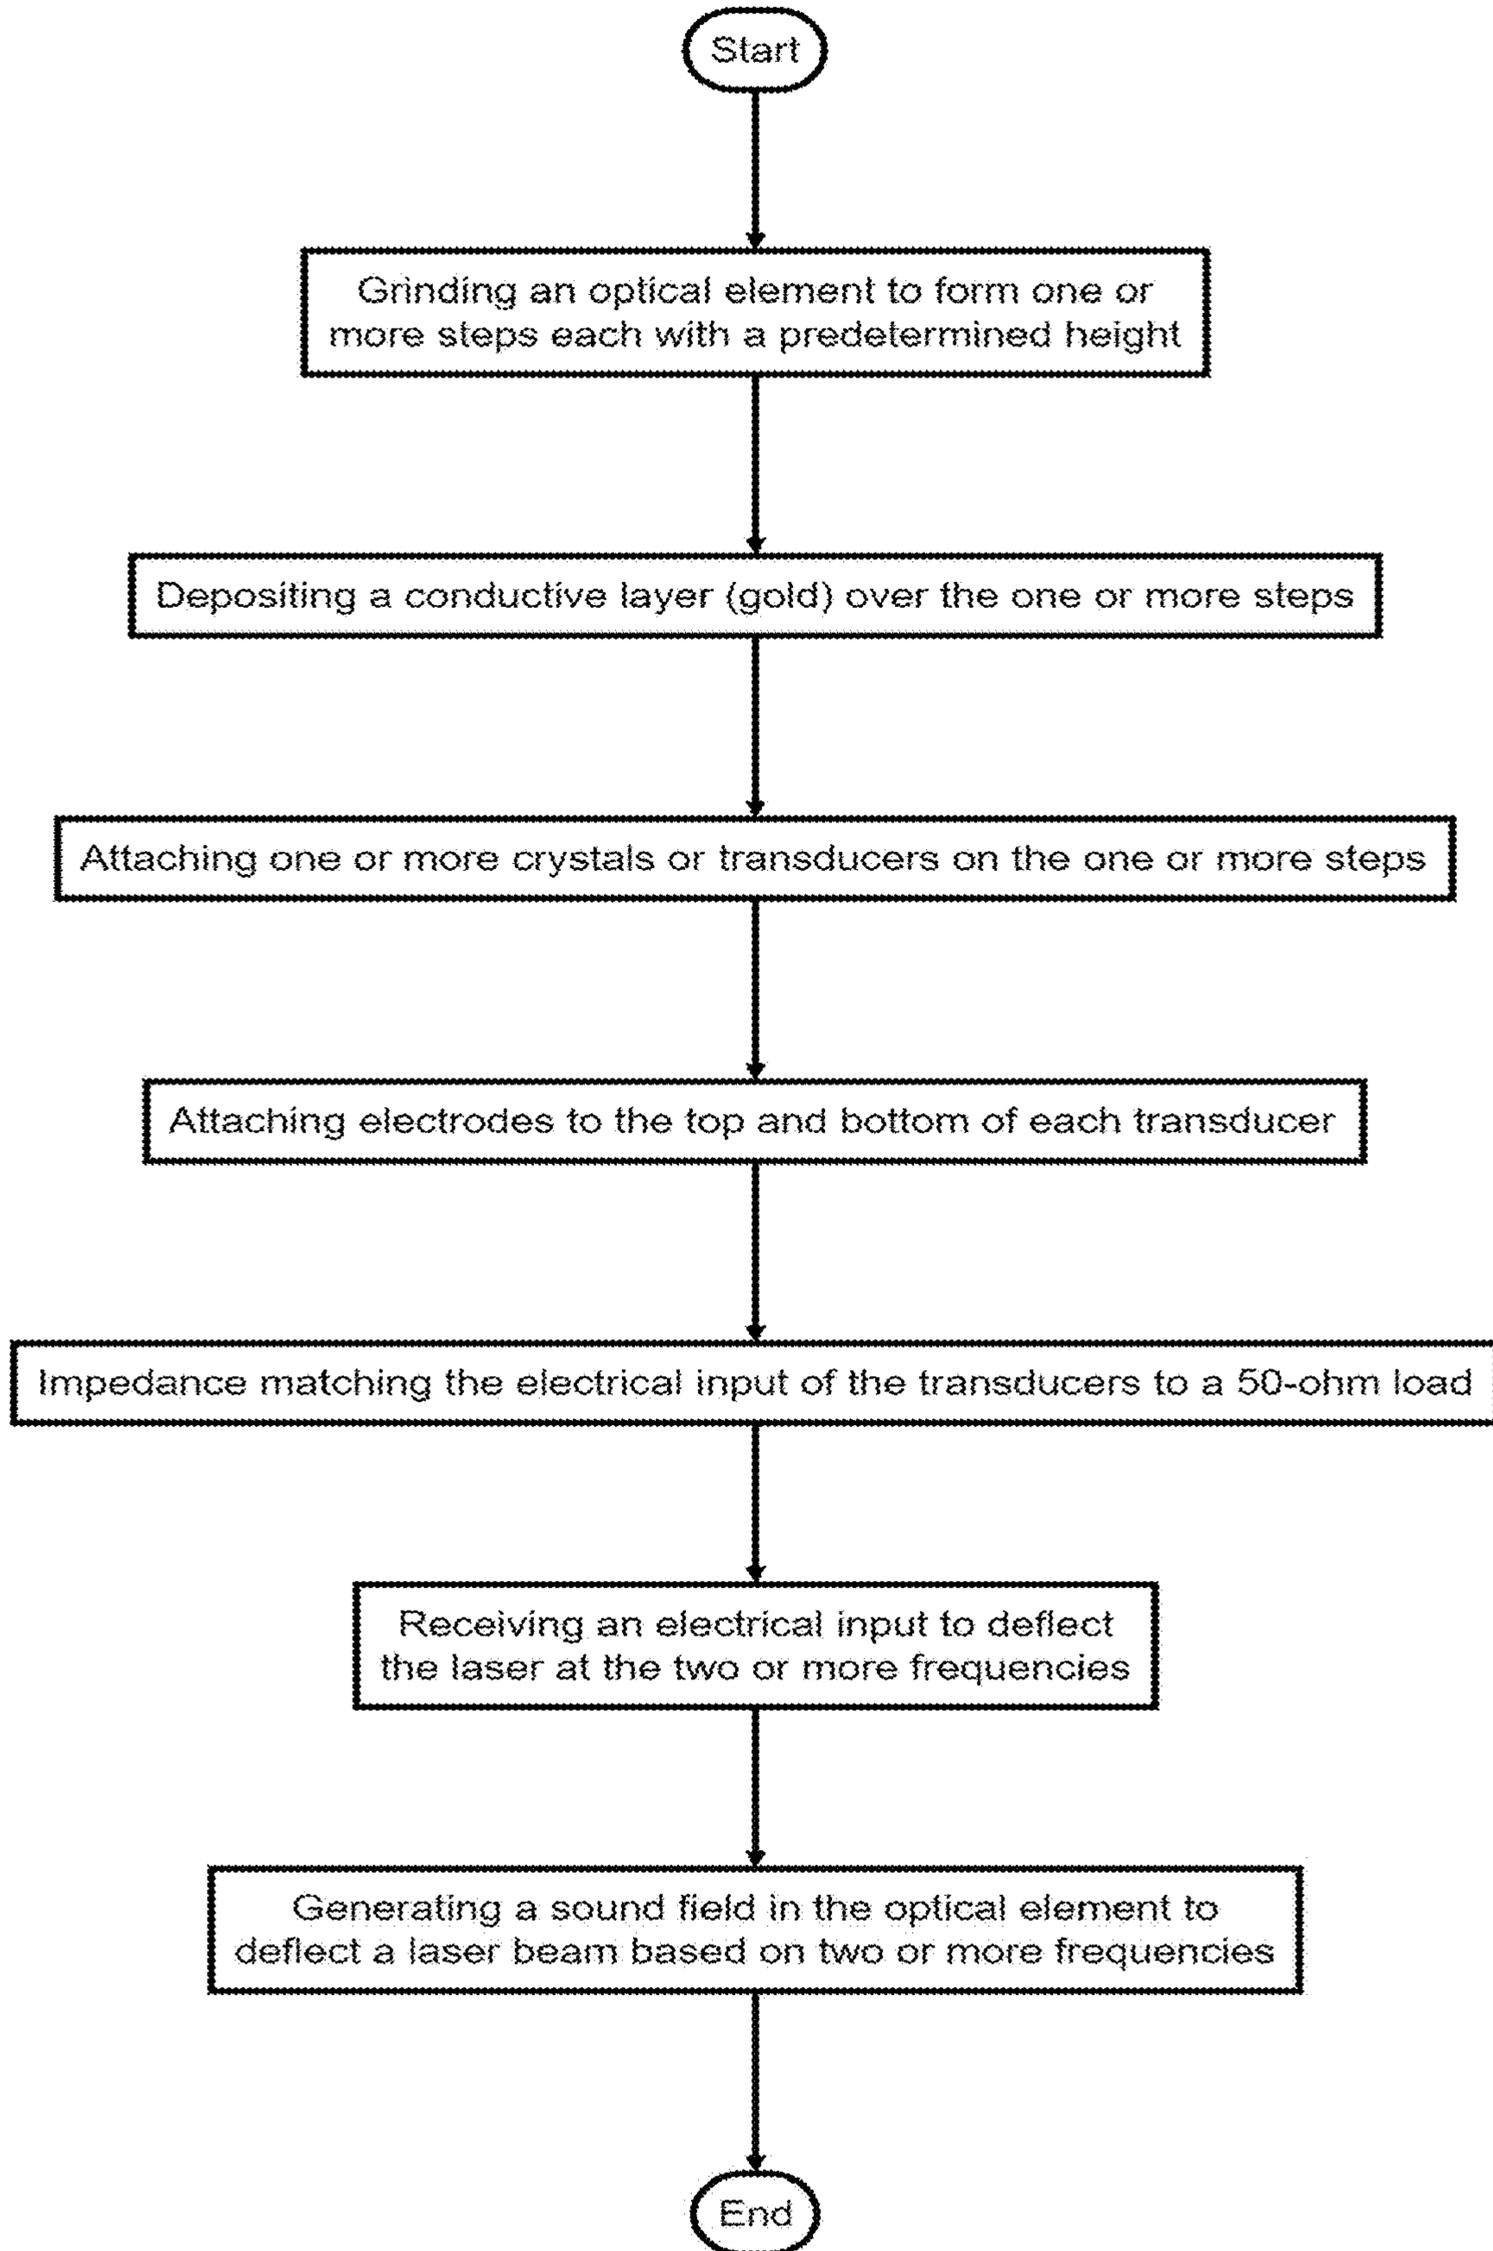 Start
Grinding an optical element to form one or
more steps each with a predetermined height
Depositing a conductive layer (gold) over the one or more steps
Attaching one or more crystals or transducers on the one or more steps
Attaching electrodes to the top and bottom of each transducer
Impedance matching the electrical input of the transducers to a 50-ohm load
Receiving an electrical input to deflect
the laser at the two or more frequencies
Generating a sound field in the optical element to
deflect a laser beam based on two or more frequencies
End